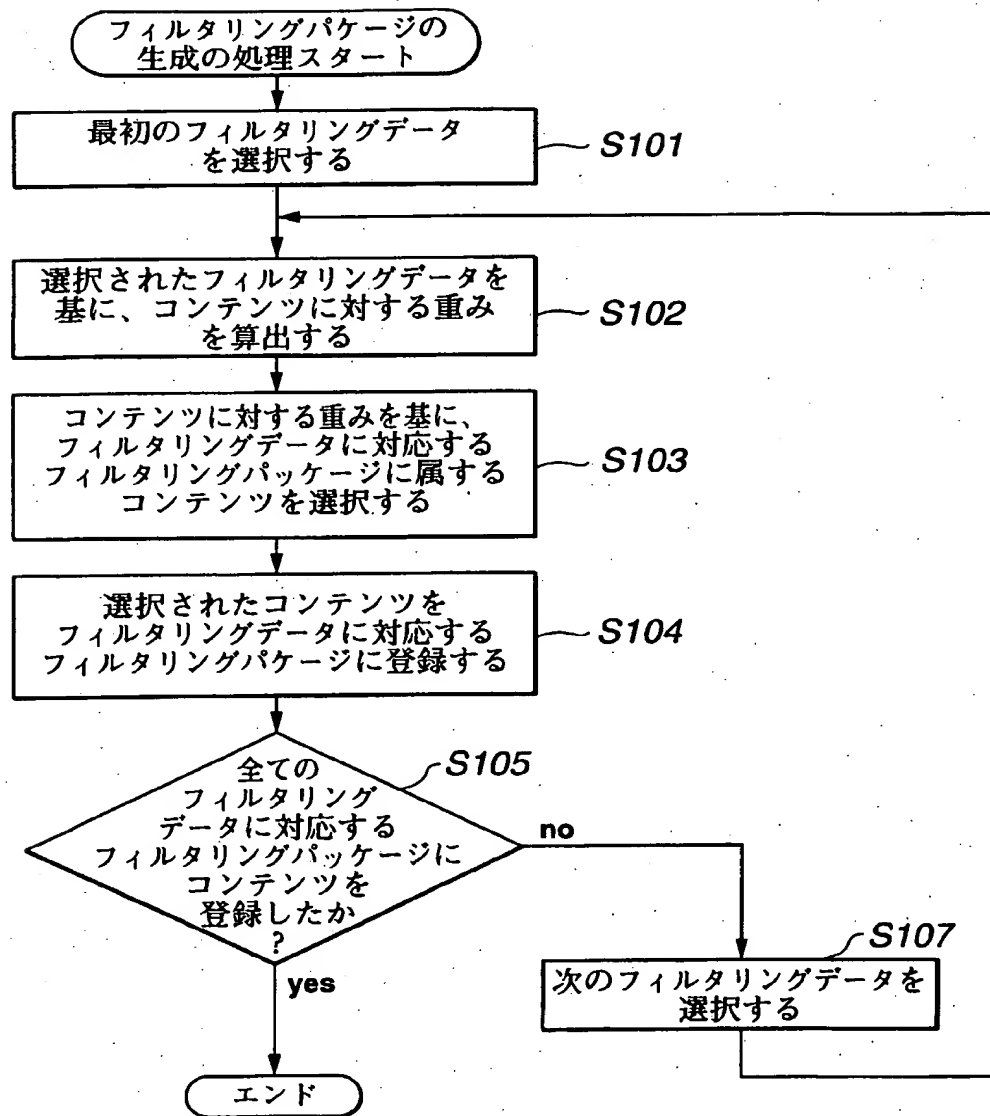 フィルタリングパケージの
生成の処理スタート
最初のフィルタリングデータ
を選択する
S101
選択されたフィルタリングデータを
基に、コンテンツに対する重み
を算出する
S102
コンテンツに対する重みを基に、
フィルタリングデータに対応する
フィルタリングパッケージに属する
コンテンツを選択する
S103
選択されたコンテンツを
フィルタリングデータに対応する
フィルタリングパケージに登録する
S104
全ての
フィルタリング
データに対応する
フィルタリングパッケージに
コンテンツを
登録したか
?
S105
no
yes
S107
次のフィルタリングデータを
選択する
エンド